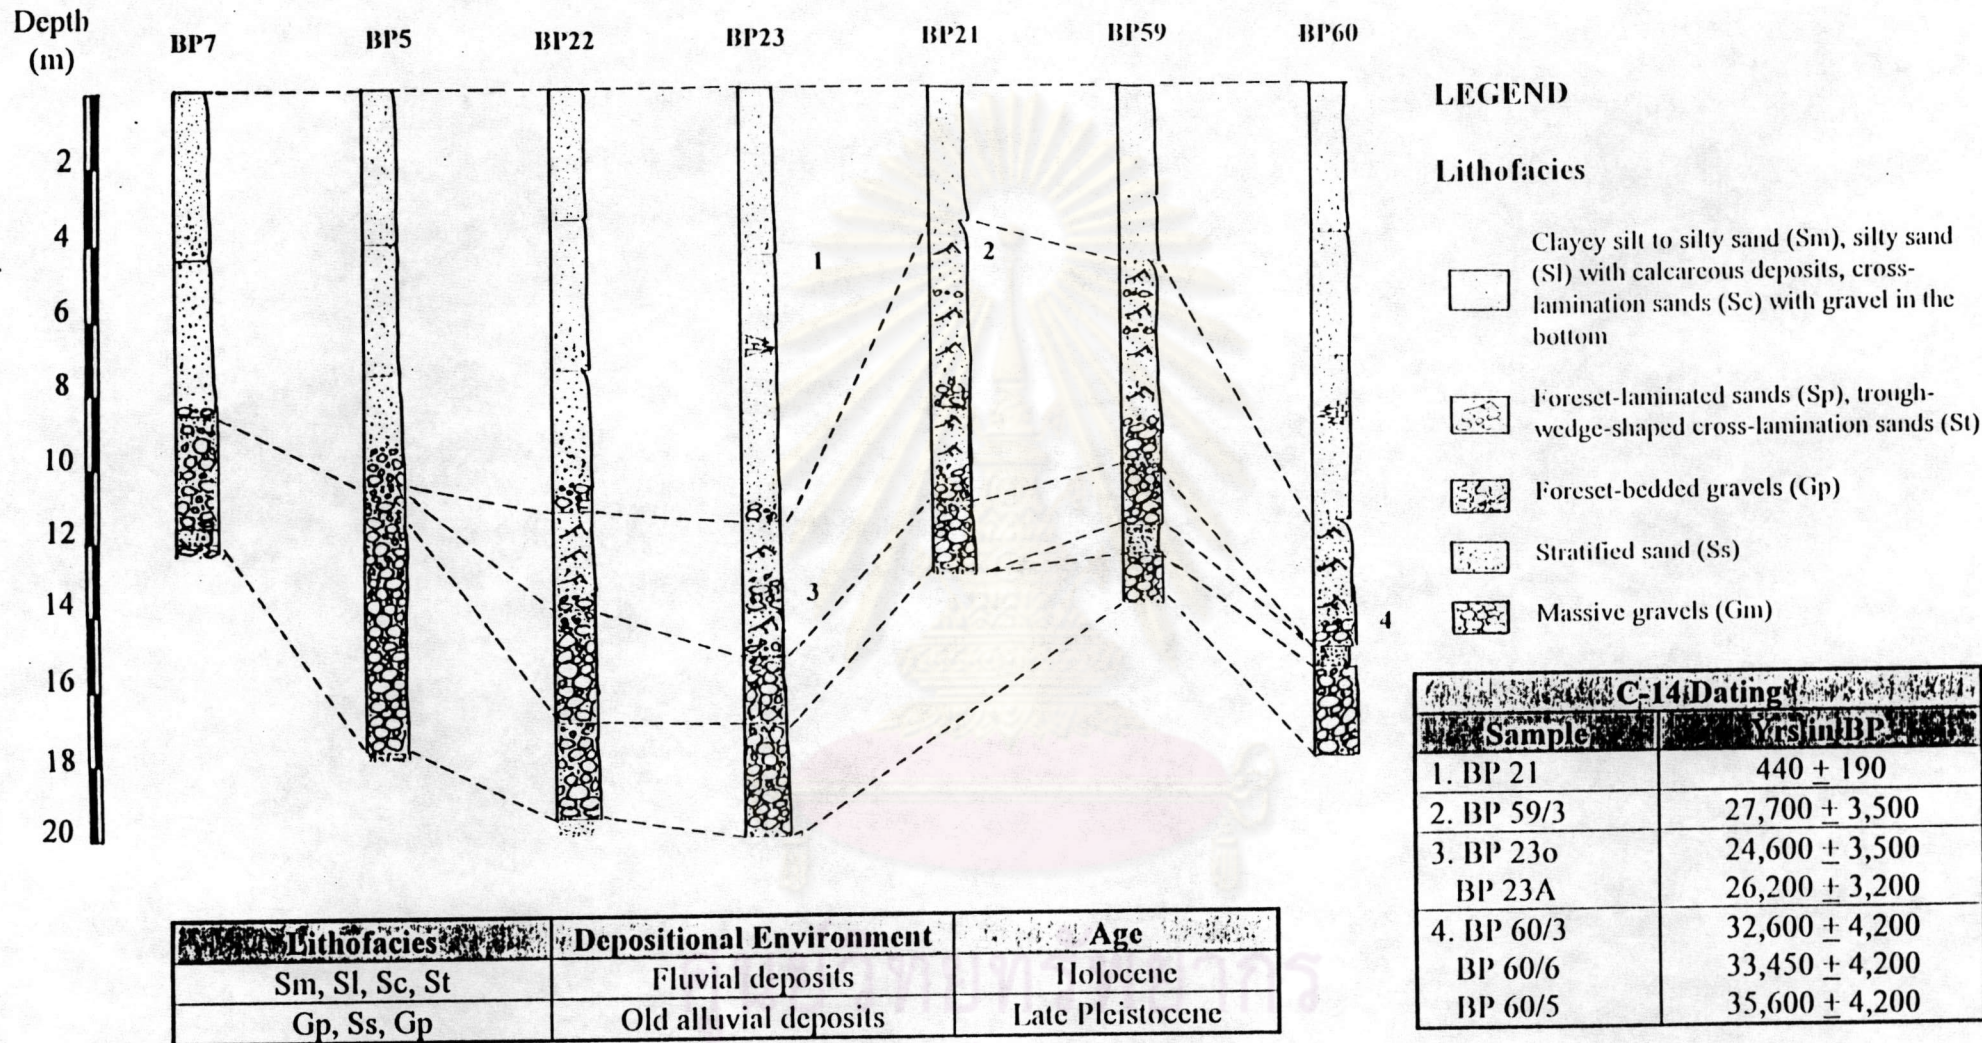 Depth
(m)
BP7 BP5 BP22 BP23 BP21 BP59 BP60
2
4
6
8
10
12
14
16
18
20
1
2
3
4
LEGEND
Lithofacies
Clayey silt to silty sand (Sm), silty sand
(Sl) with calcareous deposits, cross-
lamination sands (Sc) with gravel in the
bottom
Foreset-laminated sands (Sp), trough-
wedge-shaped cross-lamination sands (St)
Foreset-bedded gravels (Gp)
Stratified sand (Ss)
Massive gravels (Gm)
C-14 Dating
Sample Yrs in BP
1. BP 21 440 ± 190
2. BP 59/3 27,700 ± 3,500
3. BP 23o 24,600 ± 3,500
BP 23A 26,200 ± 3,200
4. BP 60/3 32,600 ± 4,200
BP 60/6 33,450 ± 4,200
BP 60/5 35,600 ± 4,200
Lithofacies Depositional Environment Age
Sm, Sl, Sc, St Fluvial deposits Holocene
Gp, Ss, Gp Old alluvial deposits Late Pleistocene